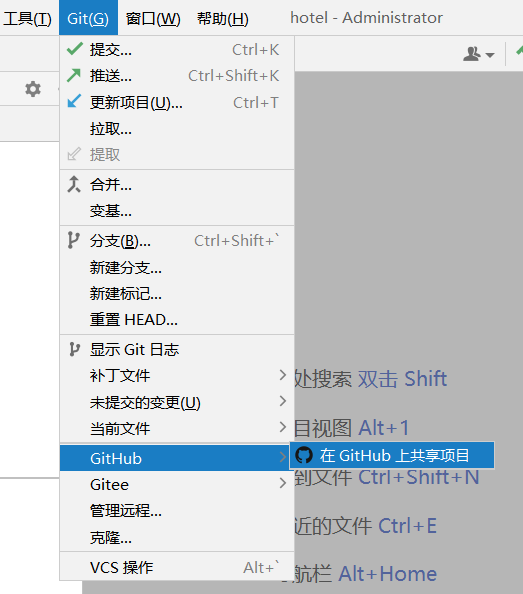 工具(T) Git(G) 窗口(W) 帮助(H) hotel - Administrator
提交... Ctrl+K
推送... Ctrl+Shift+K
更新项目(U)... Ctrl+T
拉取...
提取
合并...
变基...
分支(B)... Ctrl+Shift+`
新建分支...
新建标记...
重置 HEAD...
显示 Git 日志
补丁文件
未提交的变更(U)
当前文件
GitHub
在 GitHub 上共享项目
Gitee
管理远程...
克隆...
VCS 操作 Alt+`
处搜索 双击 Shift
目视图 Alt+1
到文件 Ctrl+Shift+N
近的文件 Ctrl+E
航栏 Alt+Home